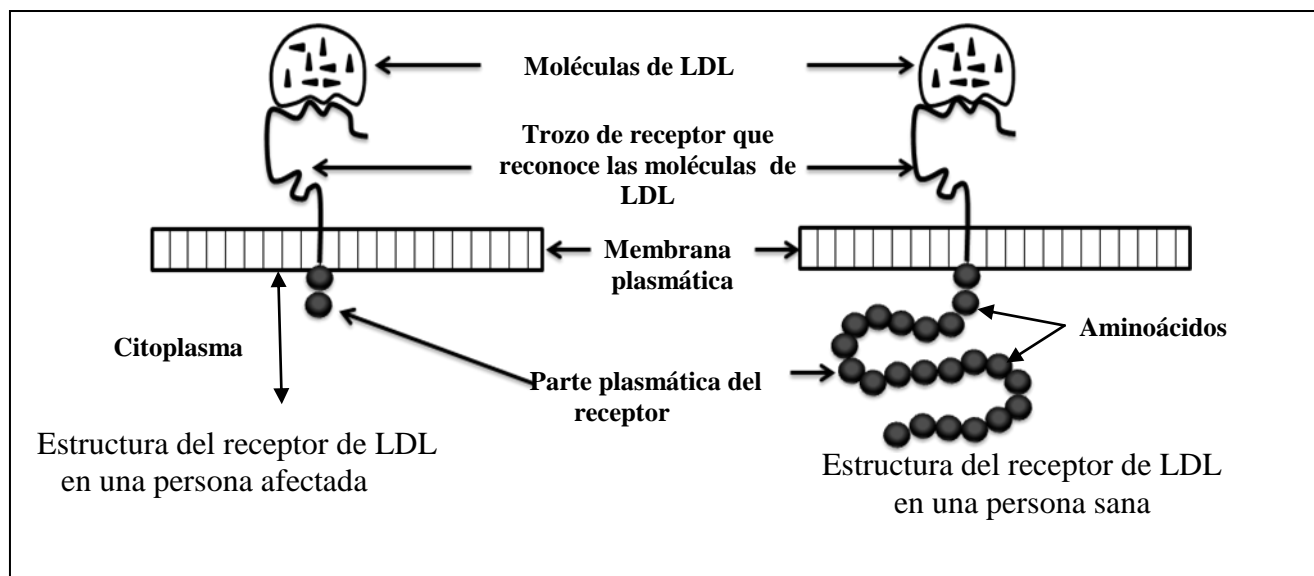 Moléculas de LDL
Trozo de receptor que
reconoce las moléculas de
LDL
Membrana
plasmática
Citoplasma
Aminoácidos
Parte plasmática del
receptor
Estructura del receptor de LDL
en una persona afectada
Estructura del receptor de LDL
en una persona sana